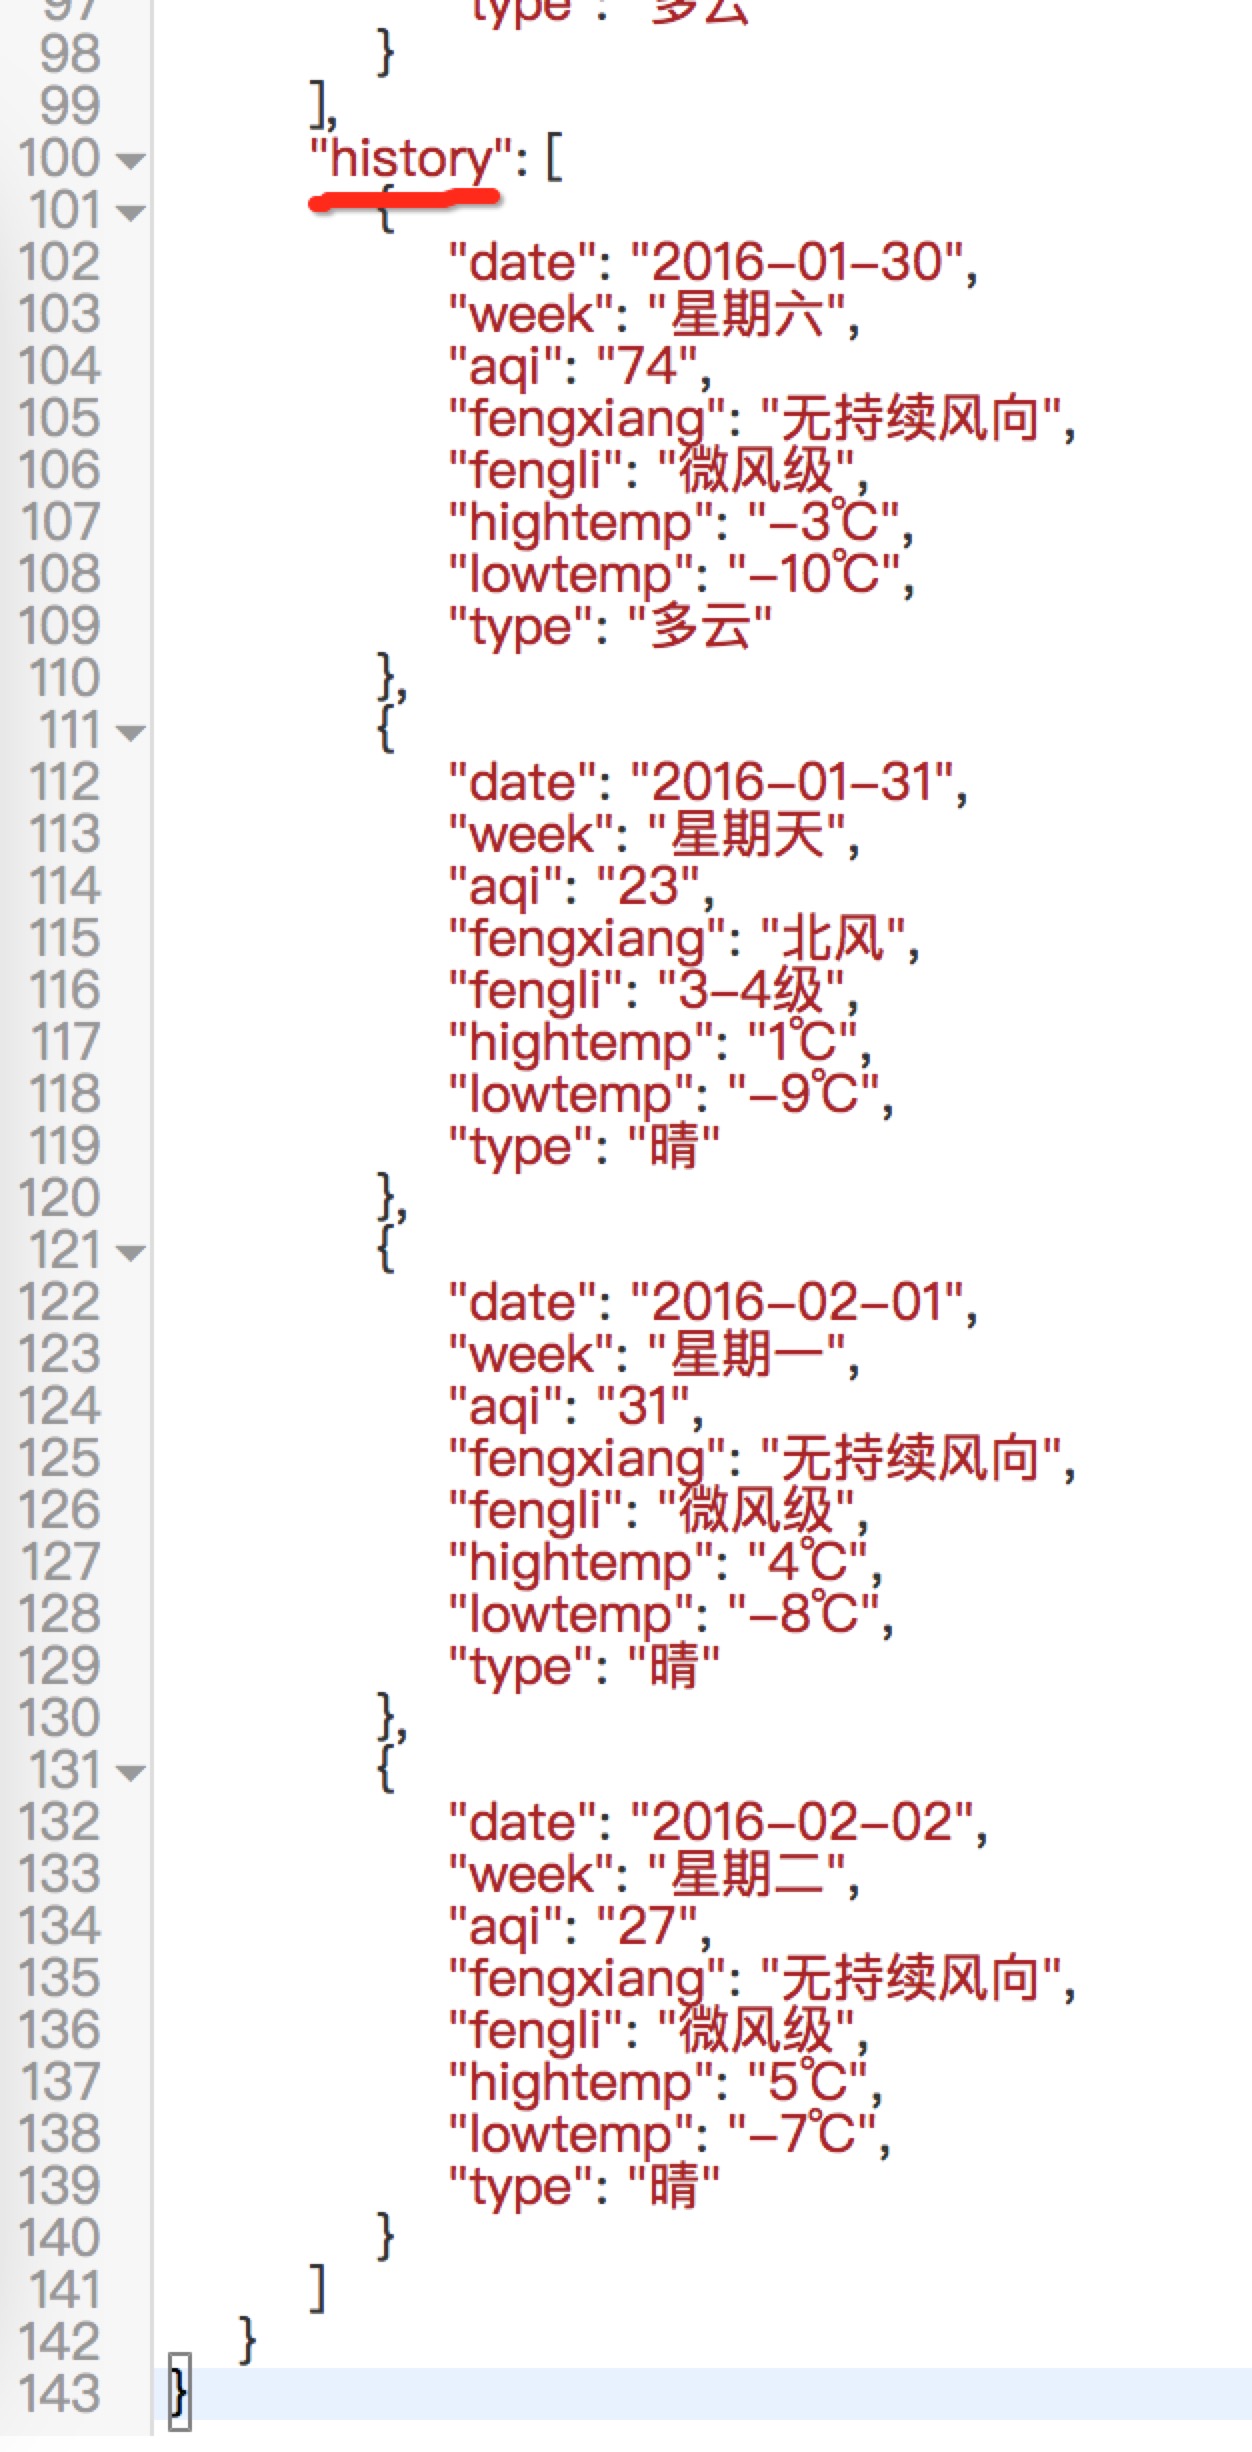 97 "type": "多云
98 }
99 ],
100 "history": [
101 {
102 "date": "2016-01-30",
103 "week": "星期六",
104 "aqi": "74",
105 "fengxiang": "无持续风向",
106 "fengli": "微风级",
107 "hightemp": "-3℃",
108 "lowtemp": "-10℃",
109 "type": "多云"
110 },
111 {
112 "date": "2016-01-31",
113 "week": "星期天",
114 "aqi": "23",
115 "fengxiang": "北风",
116 "fengli": "3-4级",
117 "hightemp": "1℃",
118 "lowtemp": "-9℃",
119 "type": "晴"
120 },
121 {
122 "date": "2016-02-01",
123 "week": "星期一",
124 "aqi": "31",
125 "fengxiang": "无持续风向",
126 "fengli": "微风级",
127 "hightemp": "4℃",
128 "lowtemp": "-8℃",
129 "type": "晴"
130 },
131 {
132 "date": "2016-02-02",
133 "week": "星期二",
134 "aqi": "27",
135 "fengxiang": "无持续风向",
136 "fengli": "微风级",
137 "hightemp": "5℃",
138 "lowtemp": "-7℃",
139 "type": "晴"
140 }
141 ]
142 }
143 }